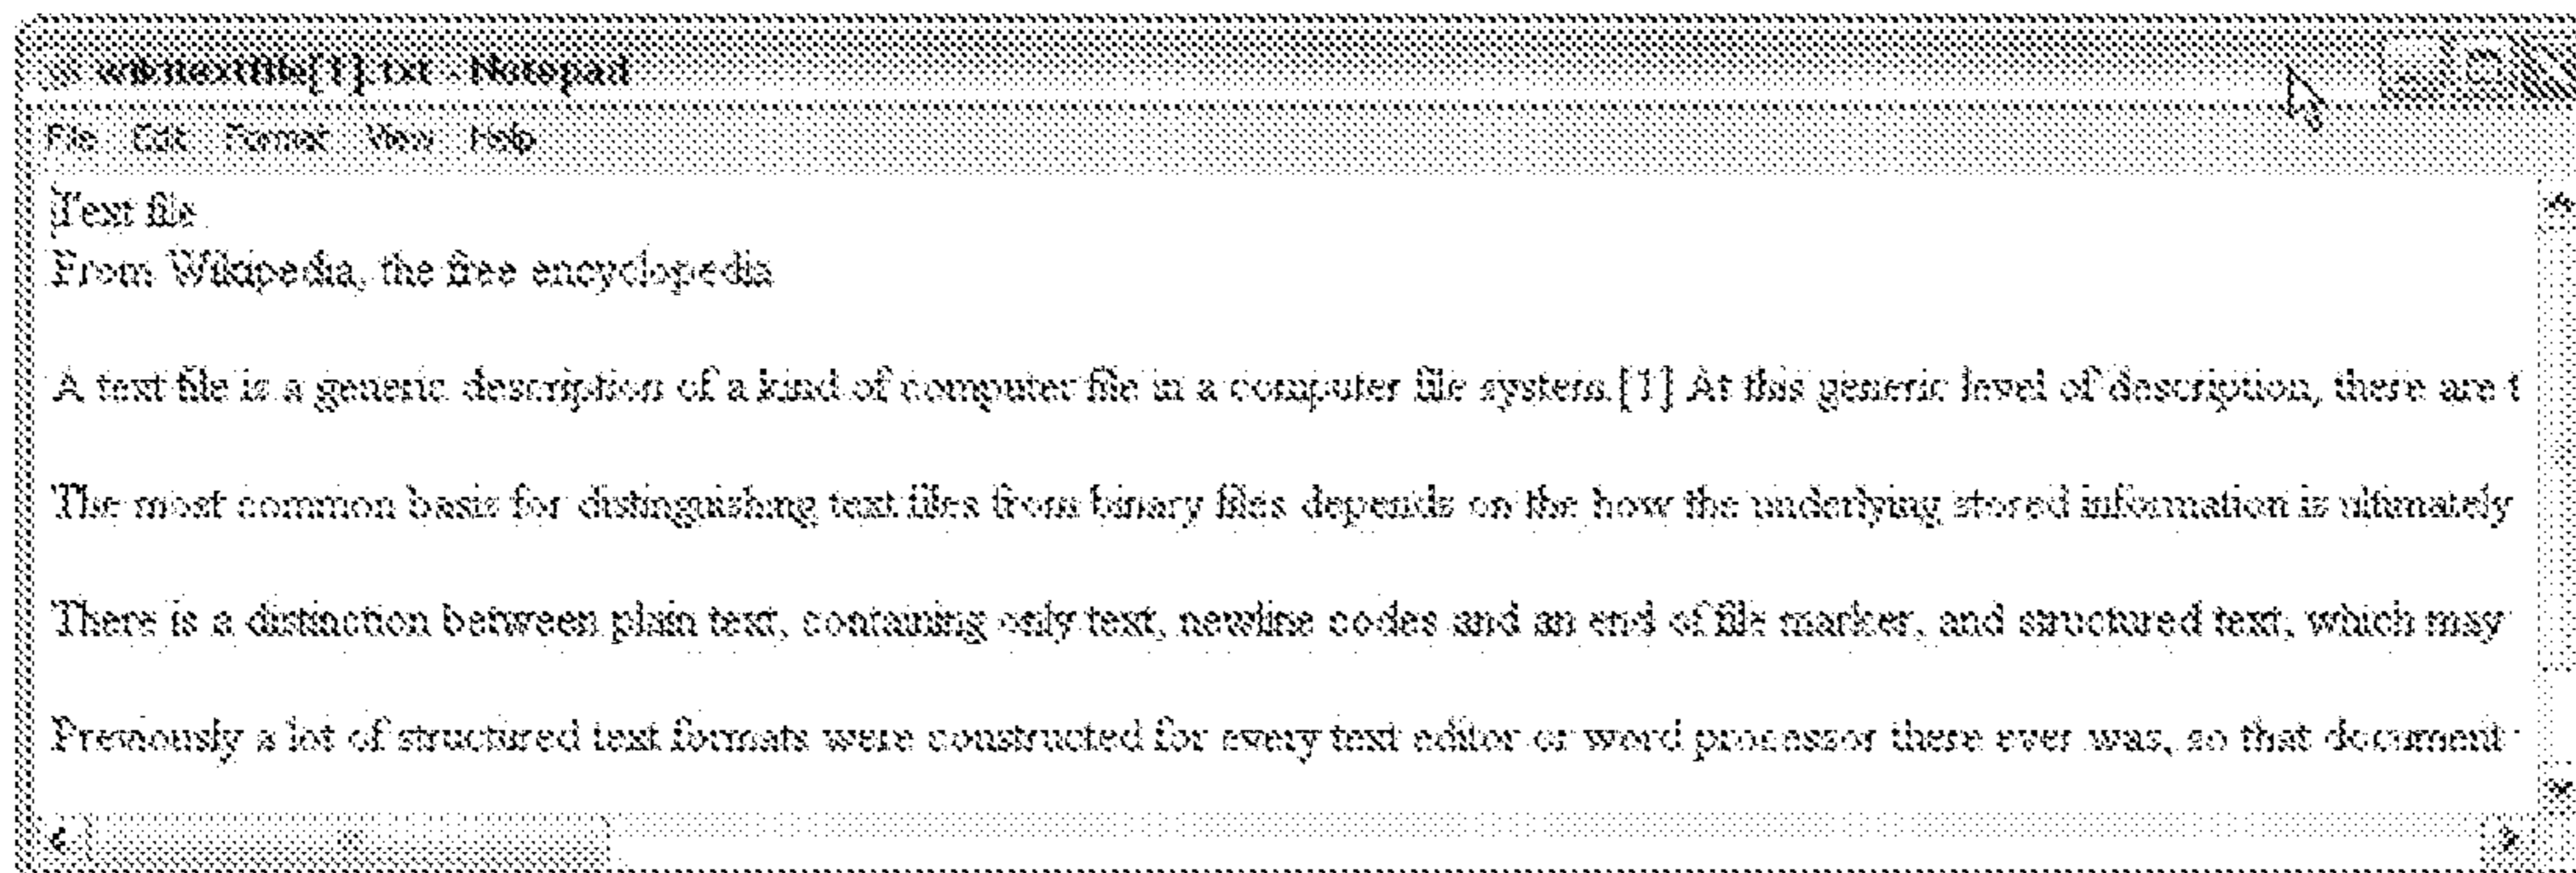 wikitextfile[1].txt - Notepad
File Edit Format View Help
Text file
From Wikipedia, the free encyclopedia
A text file is a generic description of a kind of computer file in a computer file system.[1] At this generic level of description, there are t
The most common basis for distinguishing text files from binary files depends on the how the underlying stored information is ultimately
There is a distinction between plain text, containing only text, newline codes and an end of file marker, and structured text, which may
Previously a lot of structured text formats were constructed for every text editor or word processor there ever was, so that document